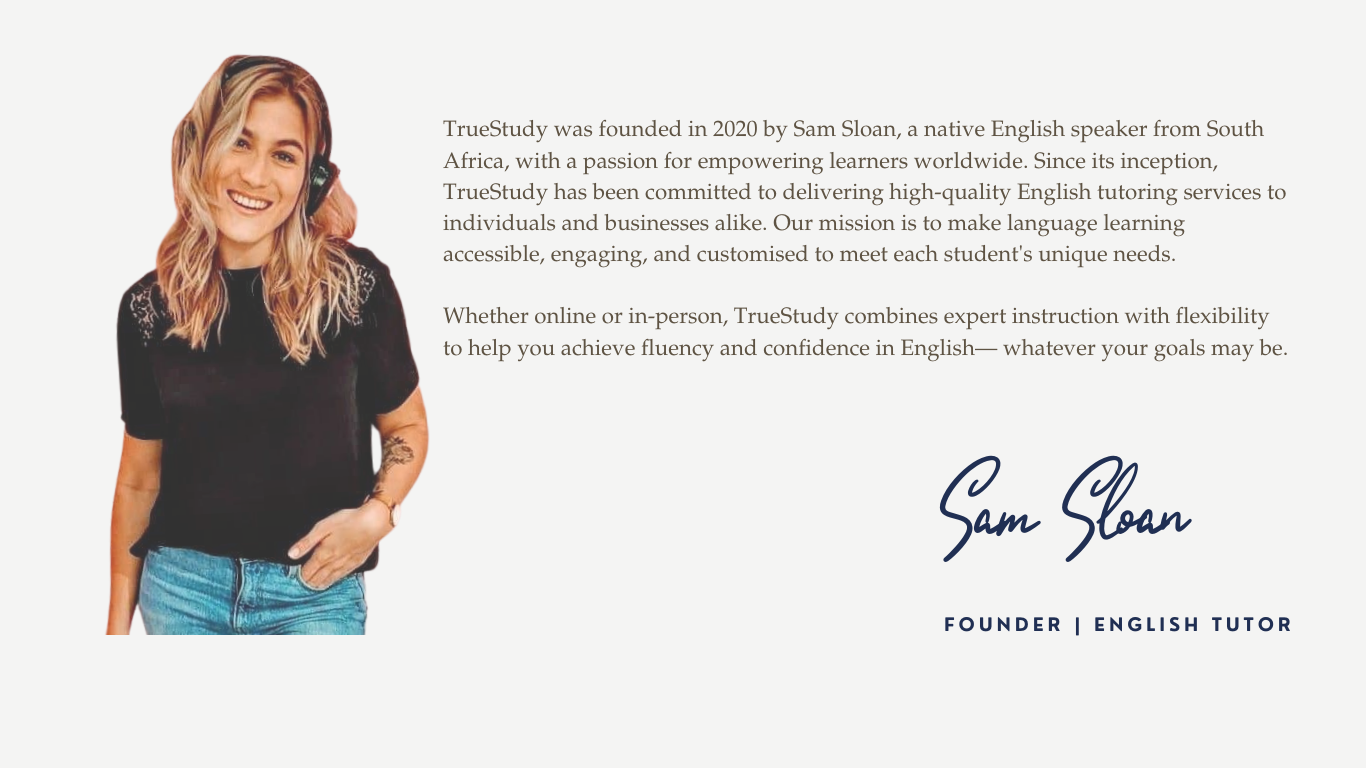 TrueStudy was founded in 2020 by Sam Sloan, a native English speaker from South
Africa, with a passion for empowering learners worldwide. Since its inception,
TrueStudy has been committed to delivering high-quality English tutoring services to
individuals and businesses alike. Our mission is to make language learning
accessible, engaging, and customised to meet each student's unique needs.
Whether online or in-person, TrueStudy combines expert instruction with flexibility
to help you achieve fluency and confidence in English— whatever your goals may be.
Sam Sloan
FOUNDER | ENGLISH TUTOR